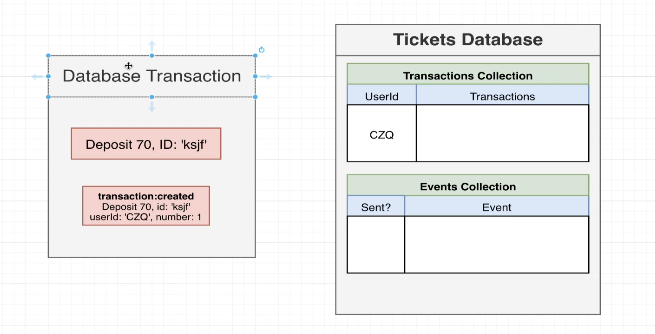 Database Transaction
Deposit 70, ID: 'ksjf'
transaction:created
Deposit 70, id: 'ksjf'
userId: 'CZQ', number: 1
Tickets Database
Transactions Collection
UserId Transactions
CZQ
Events Collection
Sent? Event